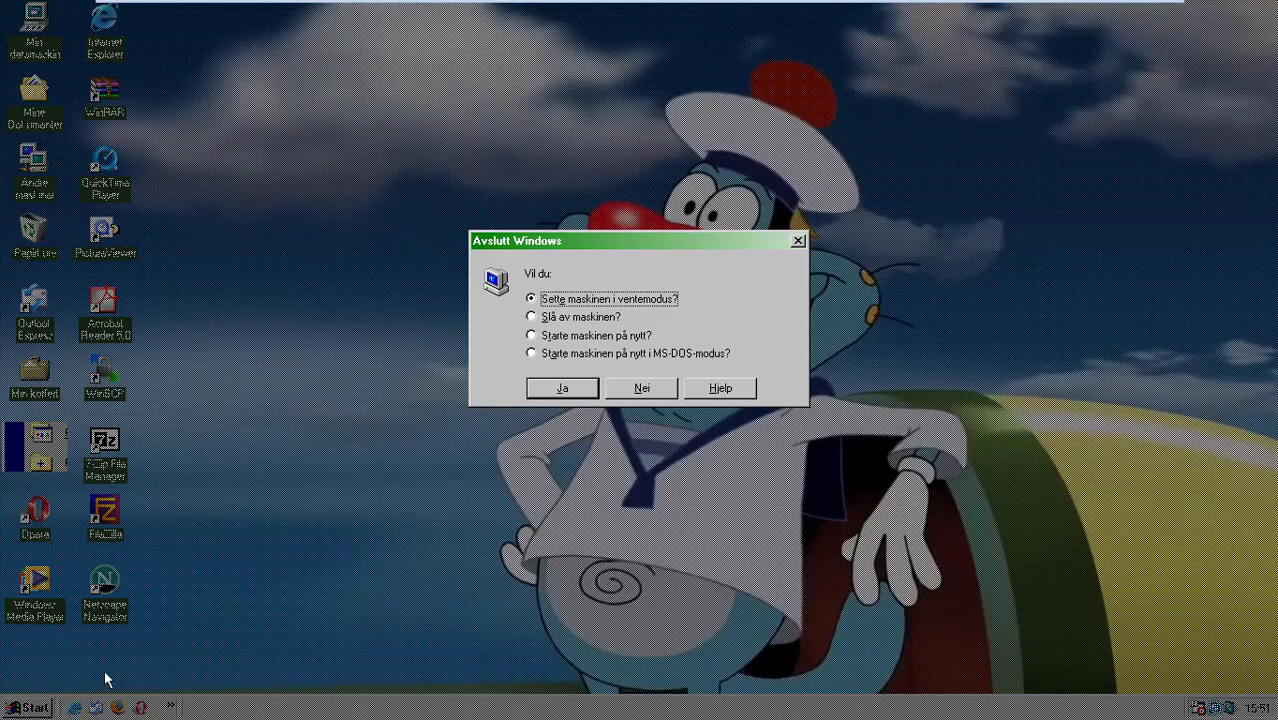 Min
datamaskin
Internet
Explorer
Mine
Dokumenter
WinRAR
Andre
maskiner
QuickTime
Player
Papirkurv
PictureViewer
Outlook
Express
Acrobat
Reader 5.0
Min koffert
WinSCP
7-Zip File
Manager
Opera
FileZilla
Windows
Media Player
Netscape
Navigator
Avslutt Windows
Vil du:
Sette maskinen i ventemodus?
Slå av maskinen?
Starte maskinen på nytt?
Starte maskinen på nytt i MS-DOS-modus?
Ja
Nei
Hjelp
Start
15:51